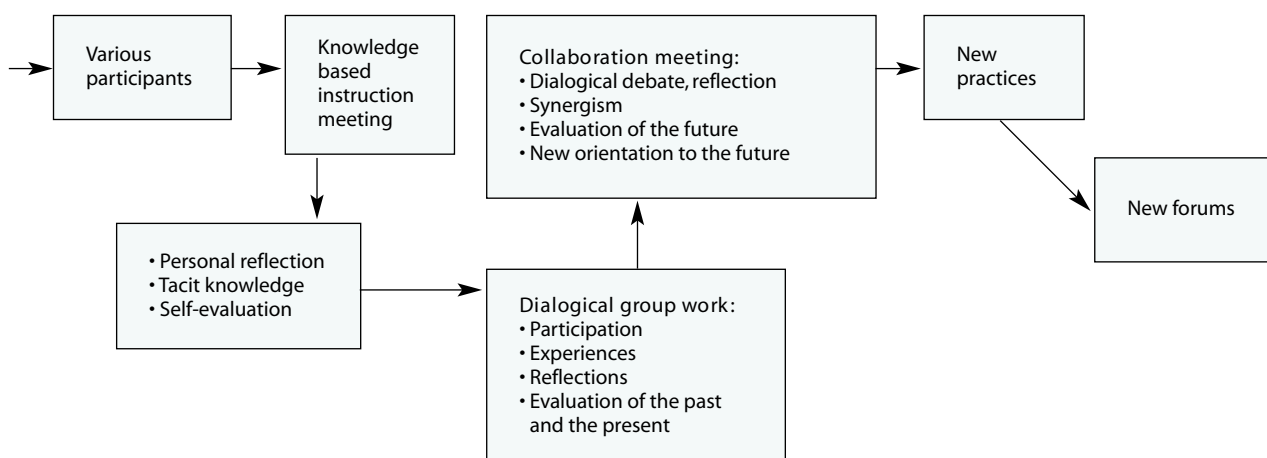 Various
participants
Knowledge
based
instruction
meeting
• Personal reflection
• Tacit knowledge
• Self-evaluation
Dialogical group work:
• Participation
• Experiences
• Reflections
• Evaluation of the past
and the present
Collaboration meeting:
• Dialogical debate, reflection
• Synergism
• Evaluation of the future
• New orientation to the future
New
practices
New forums